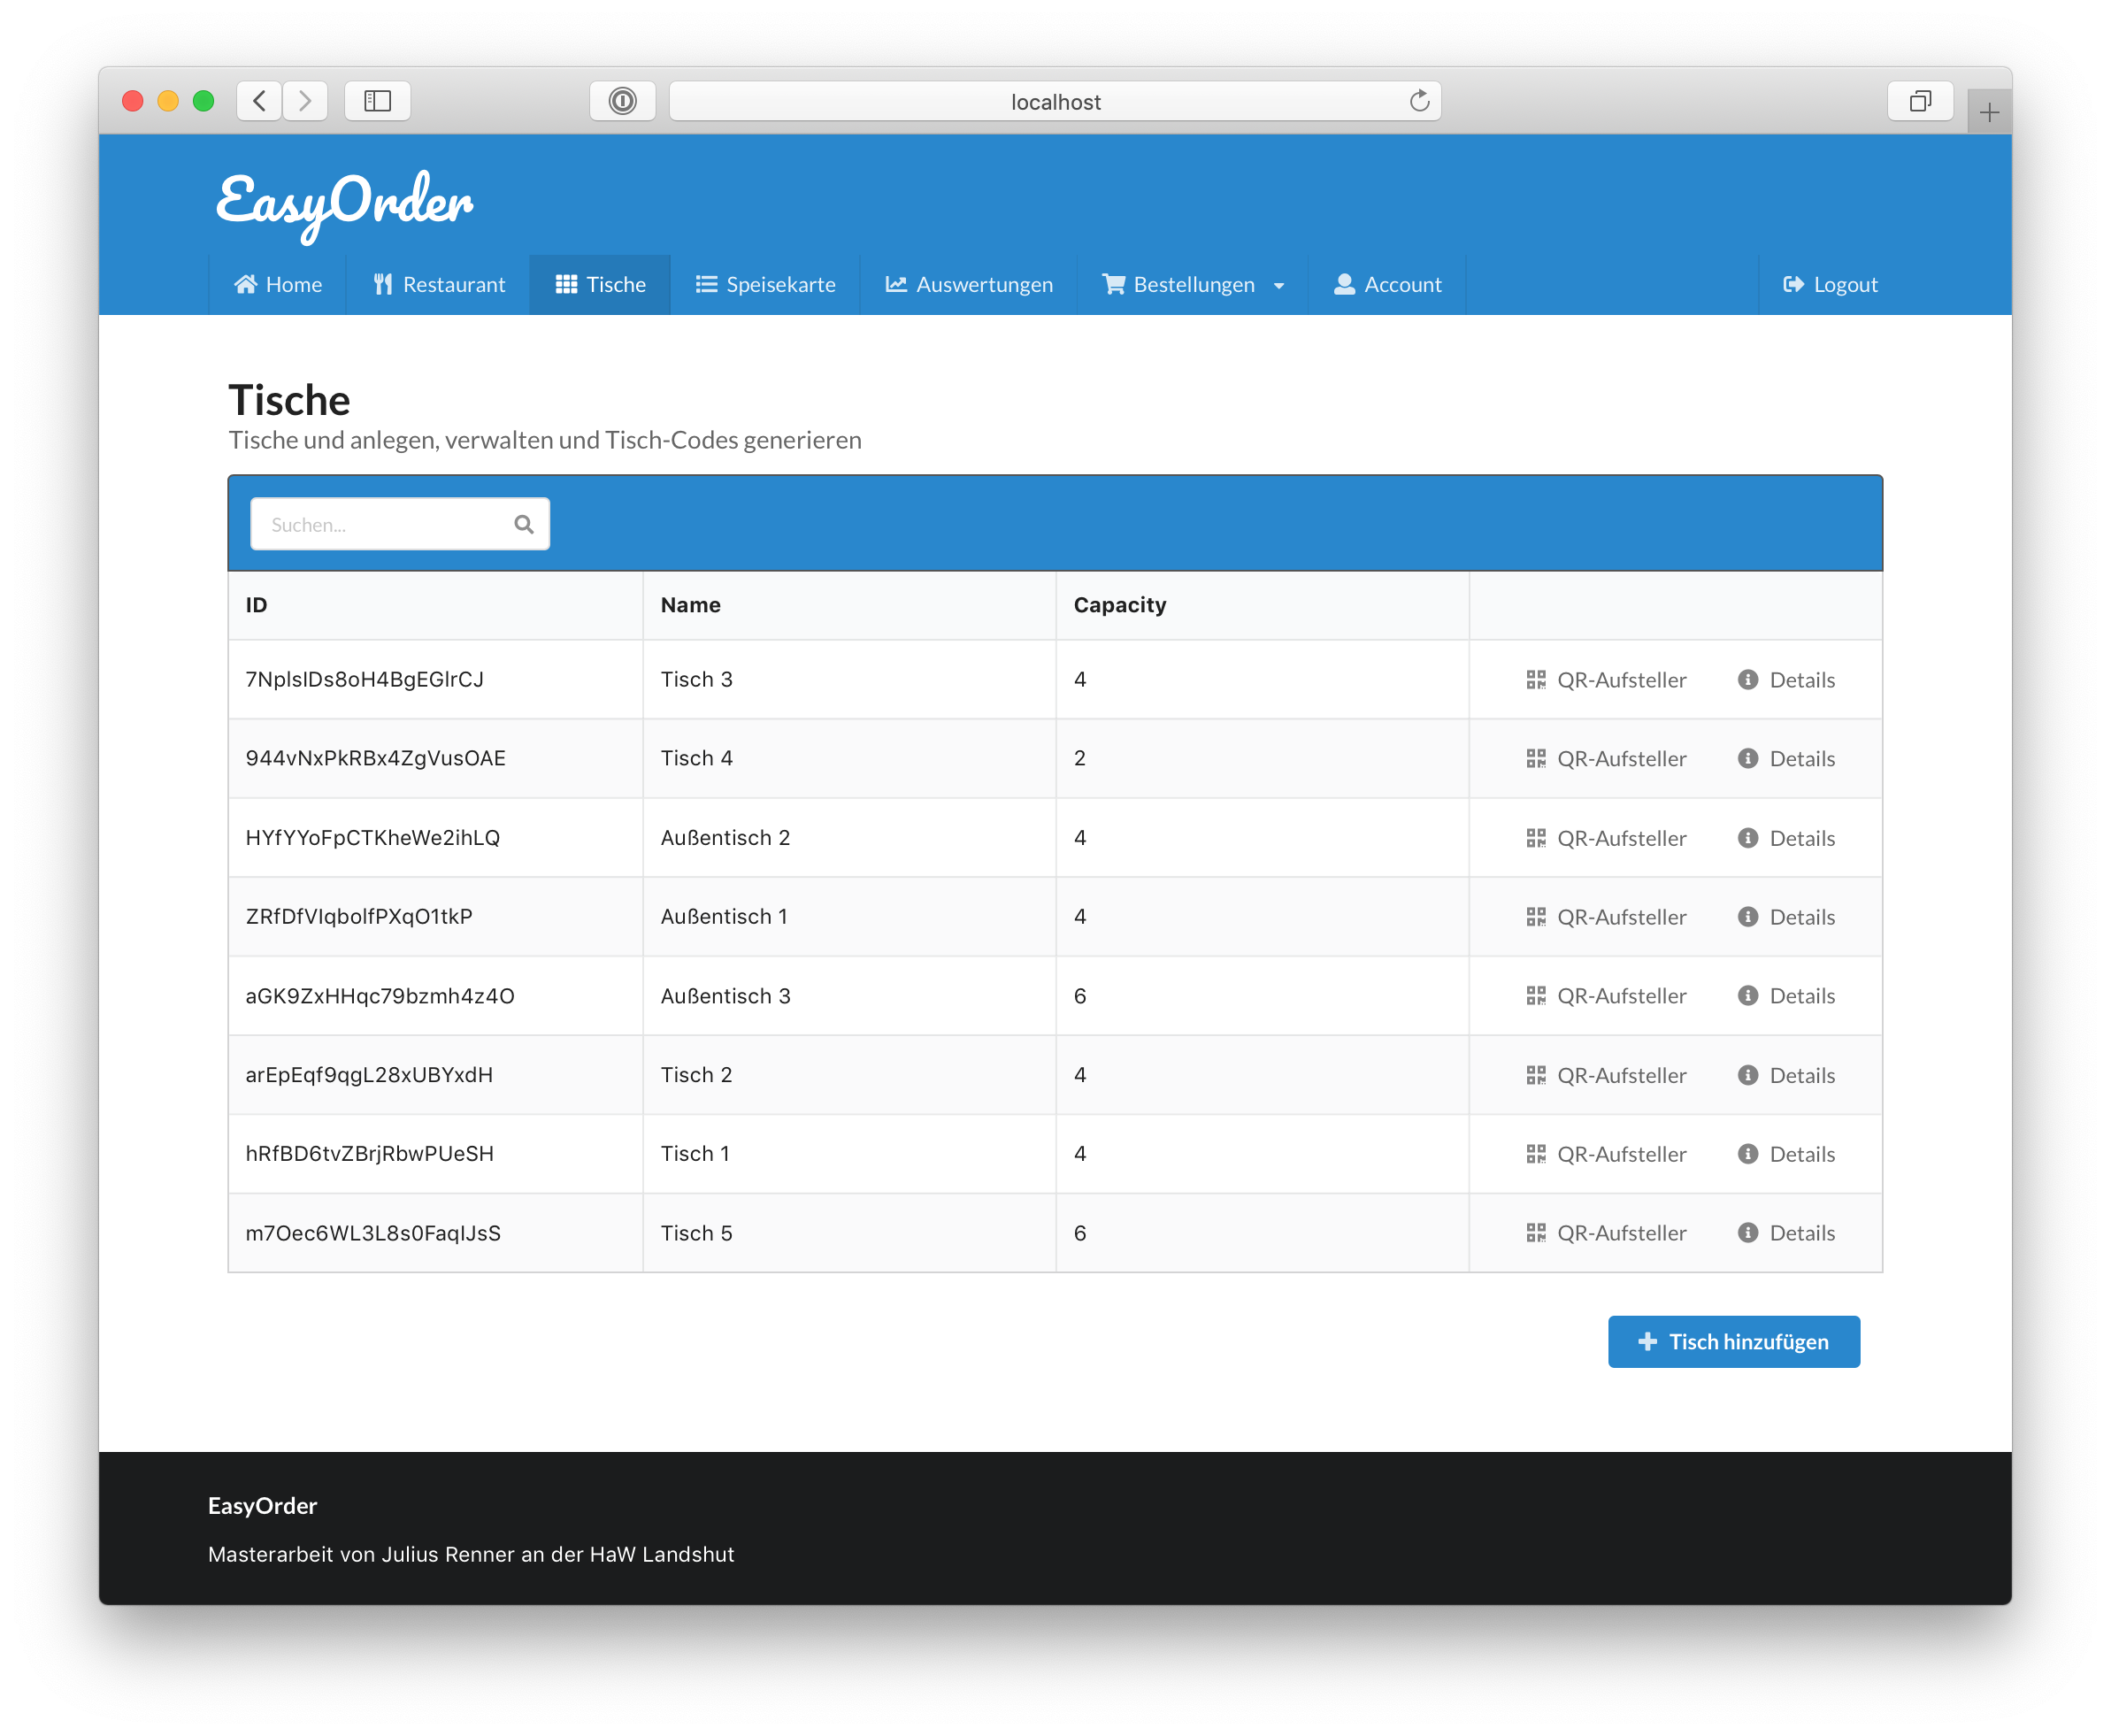 localhost
EasyOrder
Home Restaurant Tische Speisekarte Auswertungen Bestellungen Account Logout
Tische
Tische und anlegen, verwalten und Tisch-Codes generieren
Suchen...
ID Name Capacity
7NplsIDs8oH4BgEGlrCJ Tisch 3 4 QR-Aufsteller Details
944vNxPkRBx4ZgVusOAE Tisch 4 2 QR-Aufsteller Details
HYfYYoFpCTKheWe2ihLQ Außentisch 2 4 QR-Aufsteller Details
ZRfDfVIqbolfPXqO1tkP Außentisch 1 4 QR-Aufsteller Details
aGK9ZxHHqc79bzmh4z4O Außentisch 3 6 QR-Aufsteller Details
arEpEqf9qgL28xUBYxdH Tisch 2 4 QR-Aufsteller Details
hRfBD6tvZBrjRbwPUeSH Tisch 1 4 QR-Aufsteller Details
m7Oec6WL3L8s0FaqIJsS Tisch 5 6 QR-Aufsteller Details
Tisch hinzufügen
EasyOrder
Masterarbeit von Julius Renner an der HaW Landshut